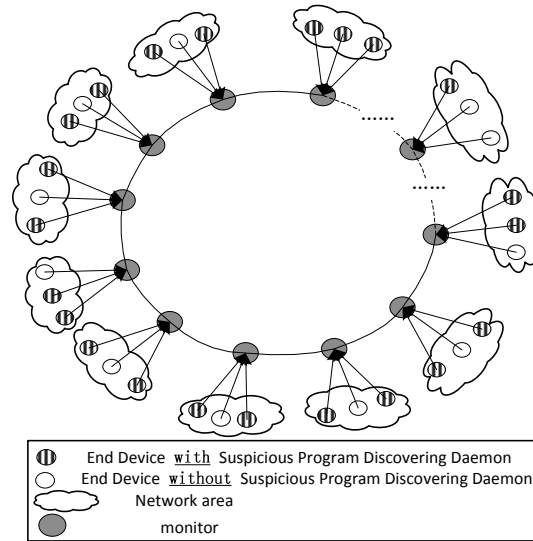 ......
......
End Device with Suspicious Program Discovering Daemon
End Device without Suspicious Program Discovering Daemon
Network area
monitor